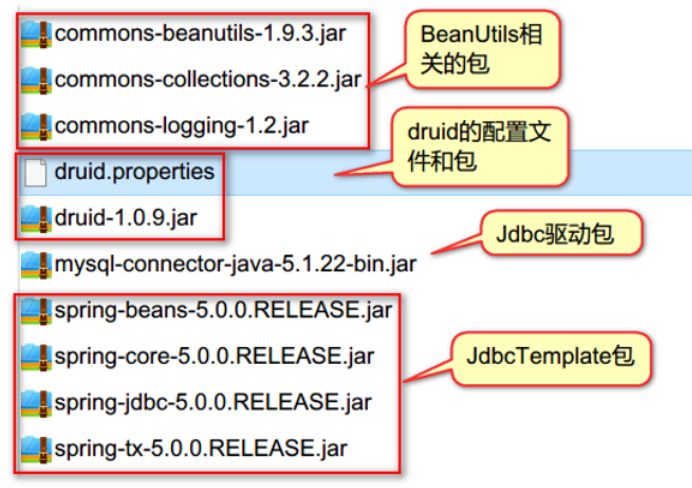 commons-beanutils-1.9.3.jar
commons-collections-3.2.2.jar
commons-logging-1.2.jar
BeanUtils相
关的包
druid.properties
druid-1.0.9.jar
druid的配置文
件和包
mysql-connector-java-5.1.22-bin.jar
Jdbc驱动包
spring-beans-5.0.0.RELEASE.jar
spring-core-5.0.0.RELEASE.jar
spring-jdbc-5.0.0.RELEASE.jar
spring-tx-5.0.0.RELEASE.jar
JdbcTemplate包